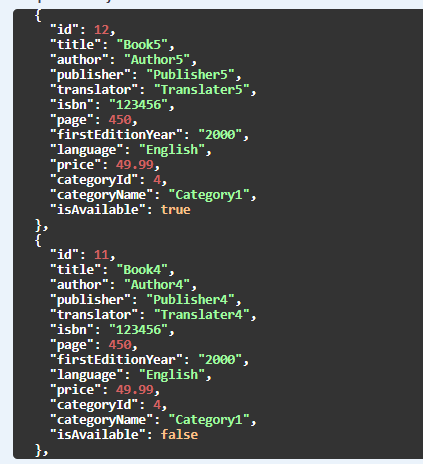 {
"id": 12,
"title": "Book5",
"author": "Author5",
"publisher": "Publisher5",
"translator": "Translater5",
"isbn": "123456",
"page": 450,
"firstEditionYear": "2000",
"language": "English",
"price": 49.99,
"categoryId": 4,
"categoryName": "Category1",
"isAvailable": true
},
{
"id": 11,
"title": "Book4",
"author": "Author4",
"publisher": "Publisher4",
"translator": "Translater4",
"isbn": "123456",
"page": 450,
"firstEditionYear": "2000",
"language": "English",
"price": 49.99,
"categoryId": 4,
"categoryName": "Category1",
"isAvailable": false
},